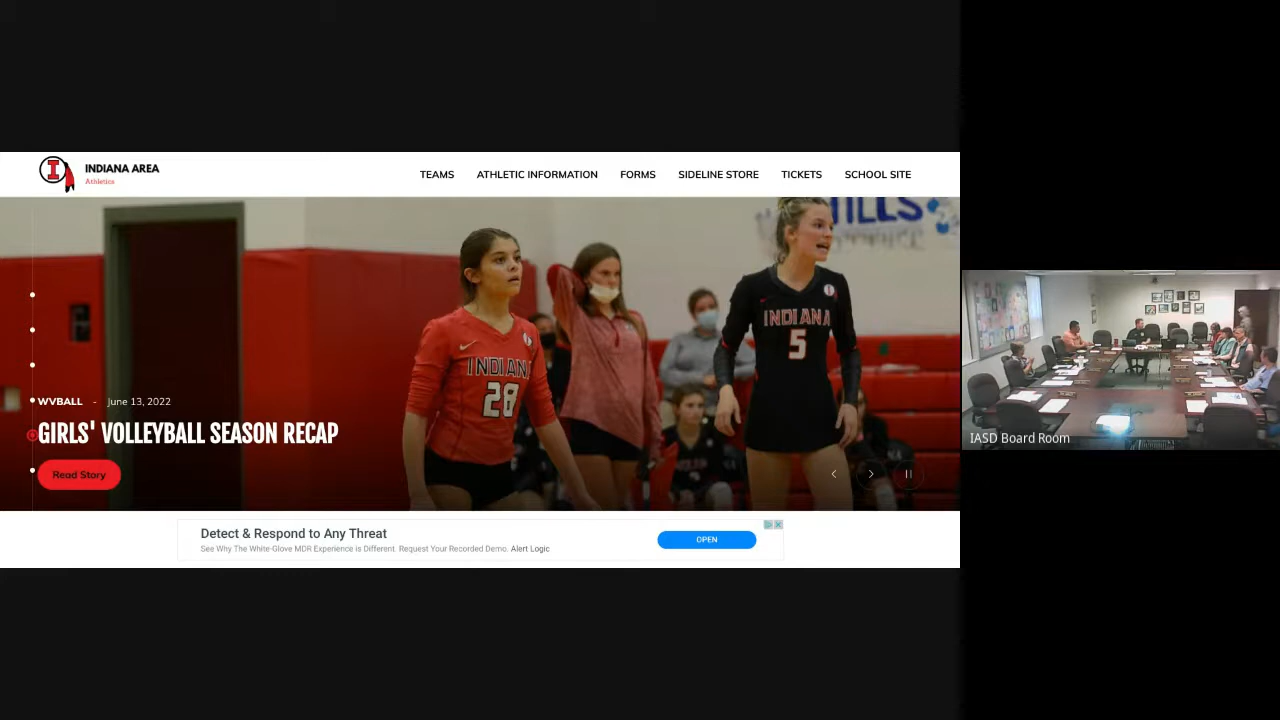 INDIANA AREA
Athletics
TEAMS ATHLETIC INFORMATION FORMS SIDELINE STORE TICKETS SCHOOL SITE
I
HILLS
INDIANA
5
INDIANA
28
WVBALL - June 13, 2022
GIRLS' VOLLEYBALL SEASON RECAP
Read Story
IASD Board Room
Detect & Respond to Any Threat
See Why The White-Glove MDR Experience is Different. Request Your Recorded Demo. Alert Logic
OPEN